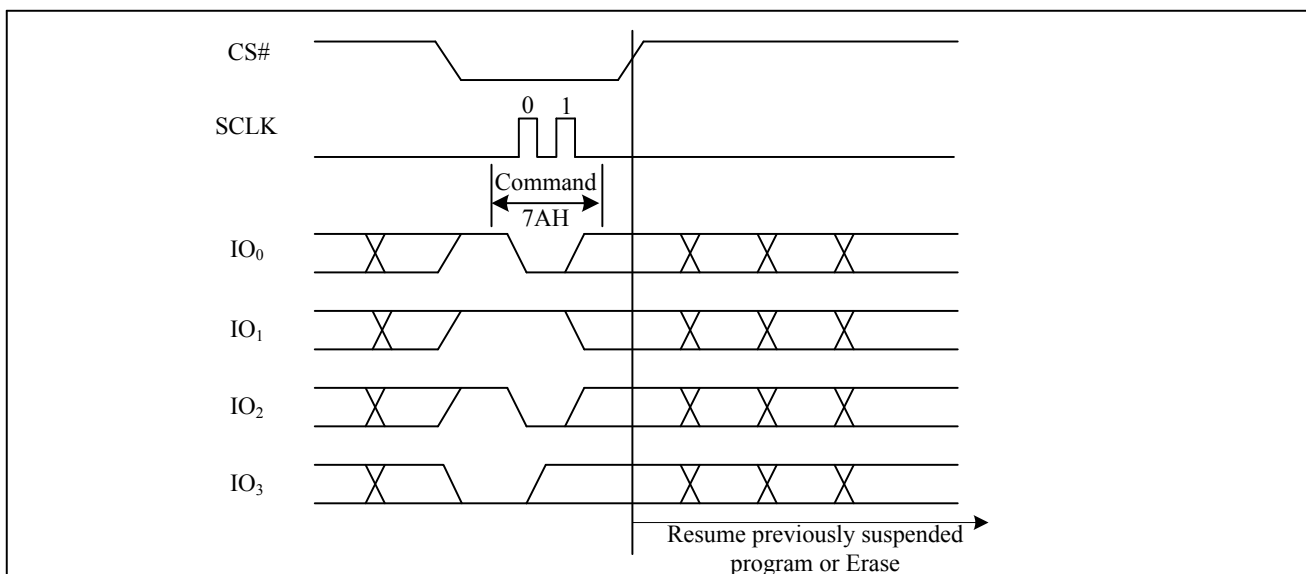 CS#
0 1
SCLK
Command
7AH
IO₀
IO₁
IO₂
IO₃
Resume previously suspended
program or Erase